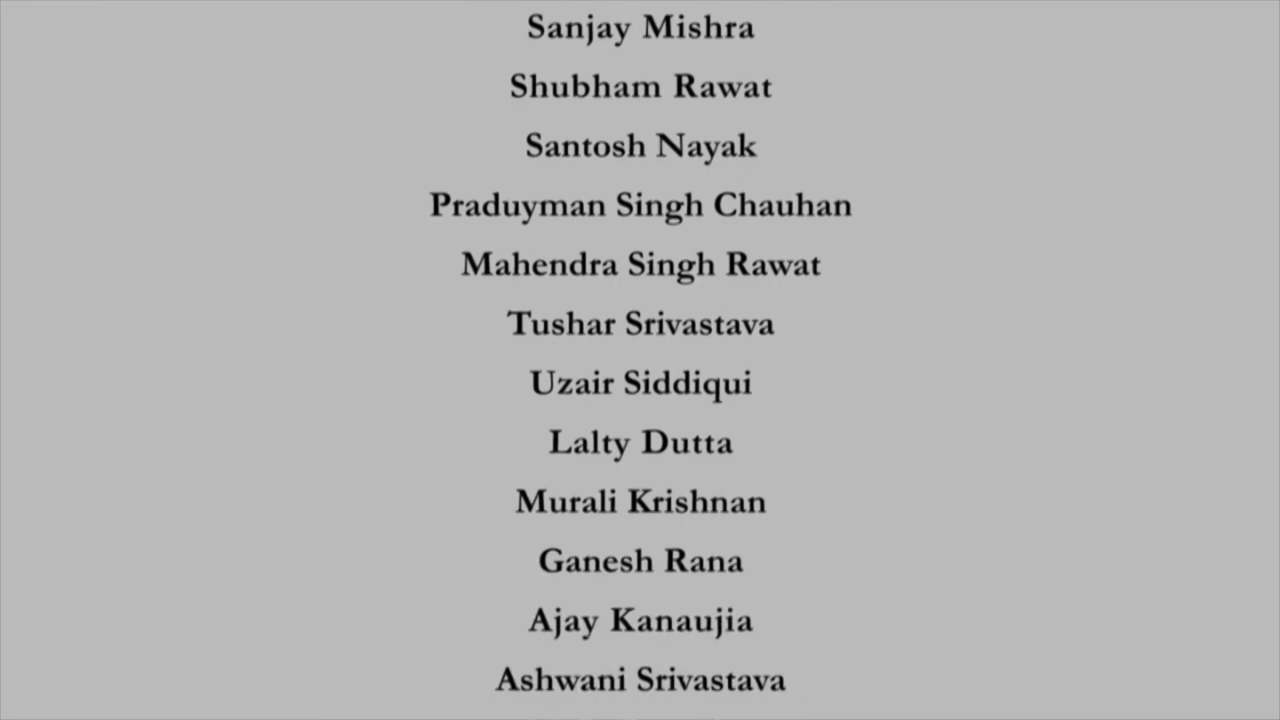 Sanjay Mishra
Shubham Rawat
Santosh Nayak
Praduyman Singh Chauhan
Mahendra Singh Rawat
Tushar Srivastava
Uzair Siddiqui
Lalty Dutta
Murali Krishnan
Ganesh Rana
Ajay Kanaujia
Ashwani Srivastava